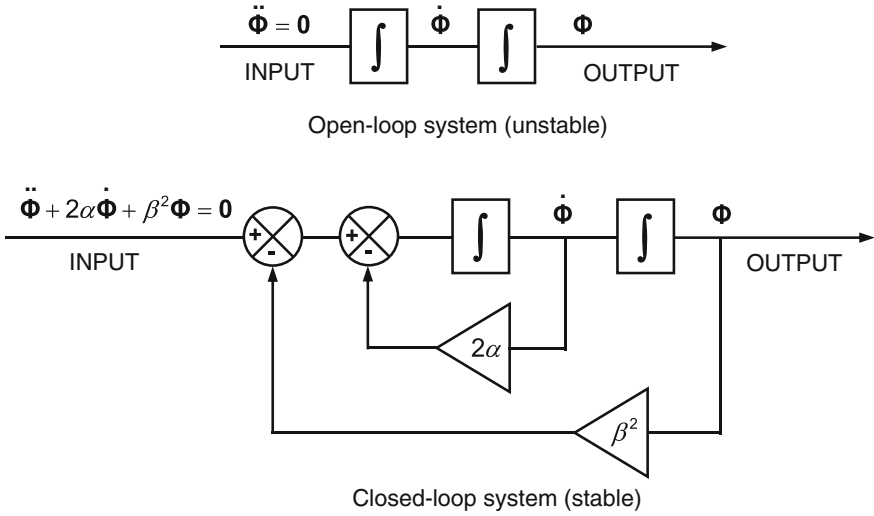 Φ̈ = 0 ∫ Φ̇ ∫ Φ
INPUT OUTPUT
Open-loop system (unstable)
Φ̈ + 2αΦ̇ + β²Φ = 0 + - + - ∫ Φ̇ ∫ Φ
INPUT OUTPUT
2α
β²
Closed-loop system (stable)